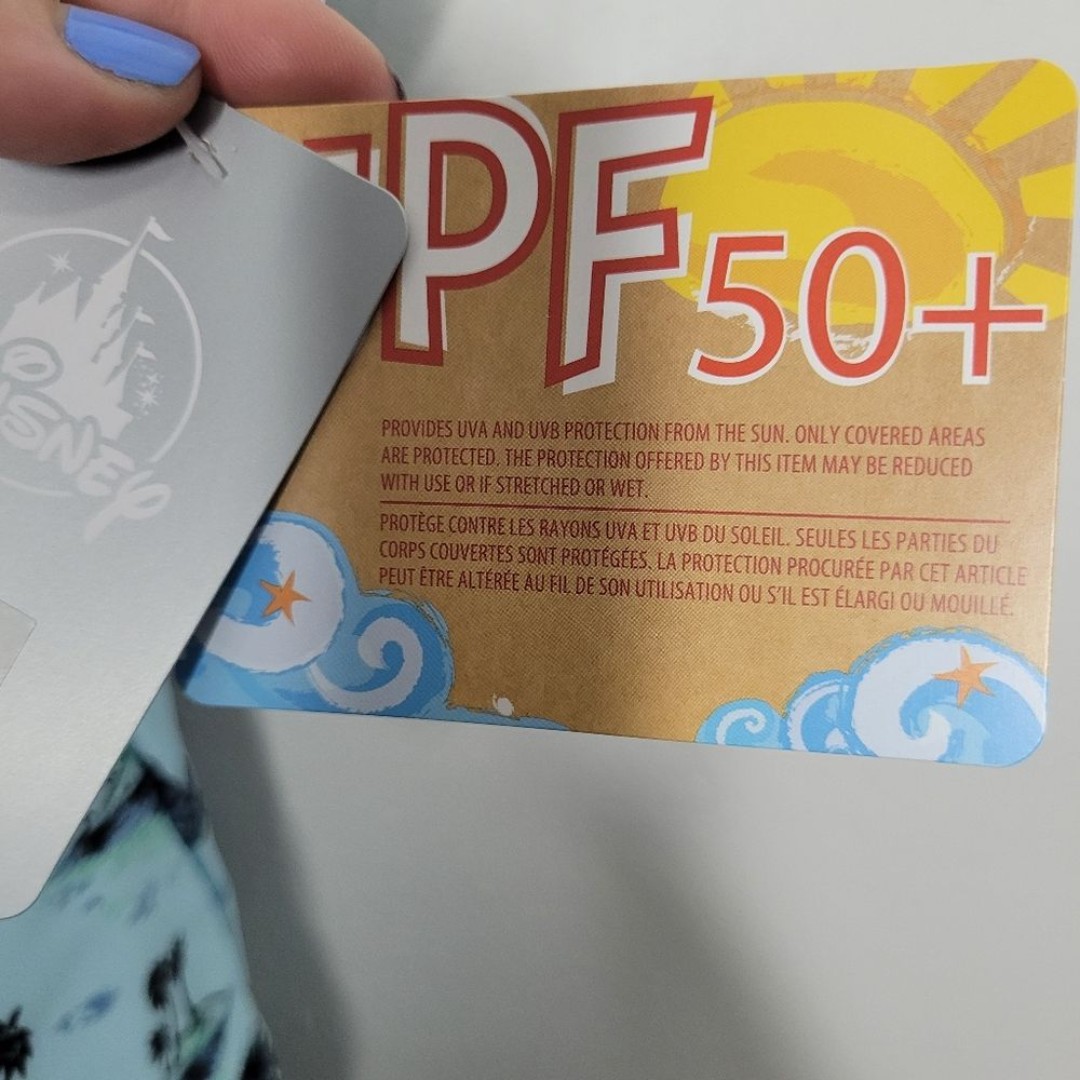 DISNEY
PF 50+
PROVIDES UVA AND UVB PROTECTION FROM THE SUN. ONLY COVERED AREAS
ARE PROTECTED. THE PROTECTION OFFERED BY THIS ITEM MAY BE REDUCED
WITH USE OR IF STRETCHED OR WET.
PROTÈGE CONTRE LES RAYONS UVA ET UVB DU SOLEIL. SEULES LES PARTIES DU
CORPS COUVERTES SONT PROTÉGÉES. LA PROTECTION PROCURÉE PAR CET ARTICLE
PEUT ÊTRE ALTÉRÉE AU FIL DE SON UTILISATION OU S'IL EST ÉLARGI OU MOUILLÉ.